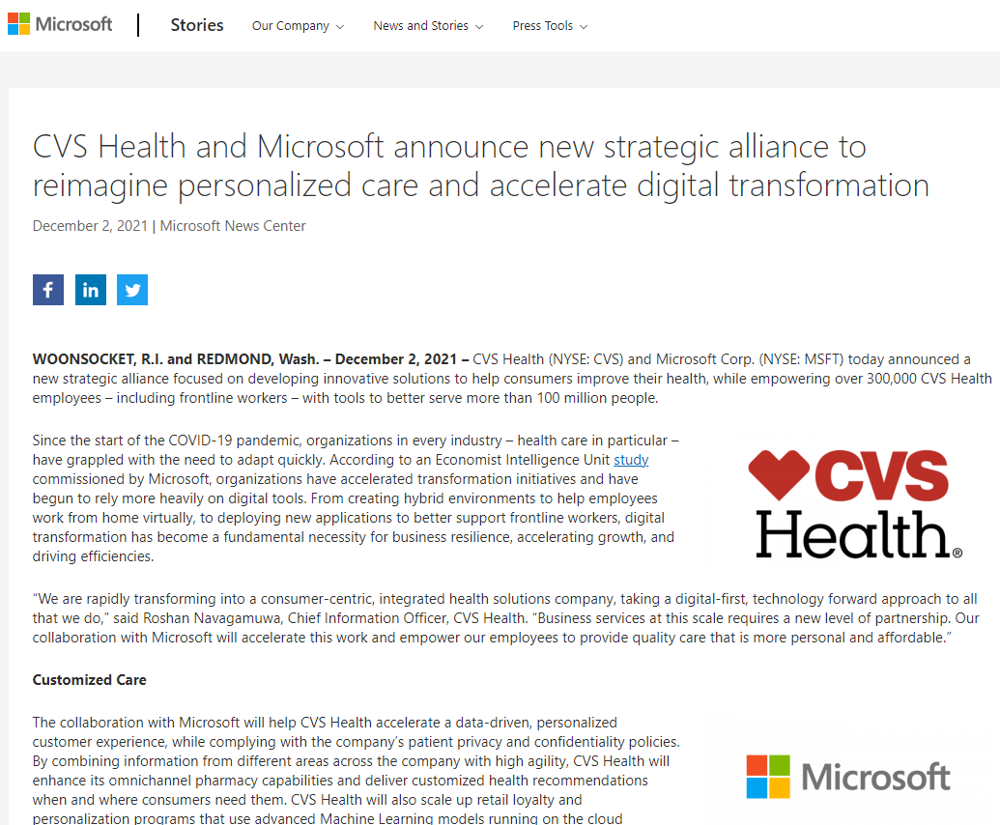 Microsoft
Stories
Our Company
News and Stories
Press Tools
CVS Health and Microsoft announce new strategic alliance to
reimagine personalized care and accelerate digital transformation
December 2, 2021 | Microsoft News Center
f
in
WOONSOCKET, R.I. and REDMOND, Wash. – December 2, 2021 – CVS Health (NYSE: CVS) and Microsoft Corp. (NYSE: MSFT) today announced a
new strategic alliance focused on developing innovative solutions to help consumers improve their health, while empowering over 300,000 CVS Health
employees – including frontline workers – with tools to better serve more than 100 million people.
Since the start of the COVID-19 pandemic, organizations in every industry – health care in particular –
have grappled with the need to adapt quickly. According to an Economist Intelligence Unit study
commissioned by Microsoft, organizations have accelerated transformation initiatives and have
begun to rely more heavily on digital tools. From creating hybrid environments to help employees
work from home virtually, to deploying new applications to better support frontline workers, digital
transformation has become a fundamental necessity for business resilience, accelerating growth, and
driving efficiencies.
CVS
Health®
“We are rapidly transforming into a consumer-centric, integrated health solutions company, taking a digital-first, technology forward approach to all
that we do,” said Roshan Navagamuwa, Chief Information Officer, CVS Health. “Business services at this scale requires a new level of partnership. Our
collaboration with Microsoft will accelerate this work and empower our employees to provide quality care that is more personal and affordable.”
Customized Care
The collaboration with Microsoft will help CVS Health accelerate a data-driven, personalized
customer experience, while complying with the company’s patient privacy and confidentiality policies.
By combining information from different areas across the company with high agility, CVS Health will
enhance its omnichannel pharmacy capabilities and deliver customized health recommendations
when and where consumers need them. CVS Health will also scale up retail loyalty and
personalization programs that use advanced Machine Learning models running on the cloud
Microsoft